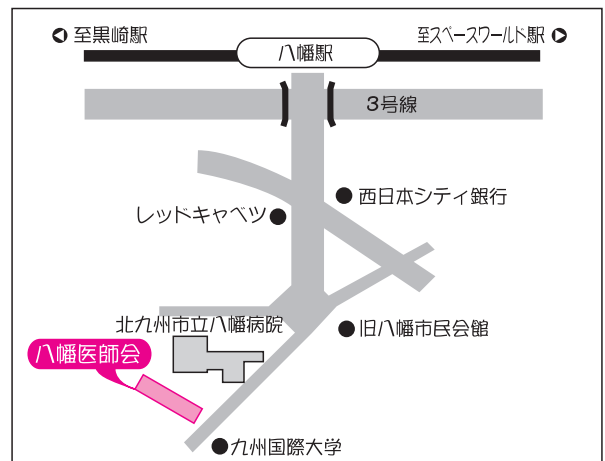 至黒崎駅
至スペースワールド駅
八幡駅
3号線
西日本シティ銀行
レッドキャベツ
北九州市立八幡病院
旧八幡市民会館
八幡医師会
九州国際大学